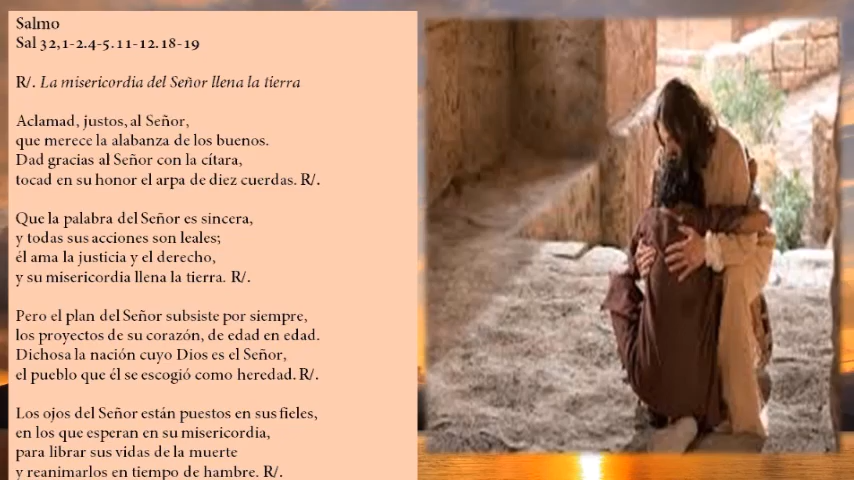 Salmo
Sal 32,1-2.4-5.11-12.18-19
R/. La misericordia del Señor llena la tierra
Aclamad, justos, al Señor,
que merece la alabanza de los buenos.
Dad gracias al Señor con la cítara,
tocad en su honor el arpa de diez cuerdas. R/.
Que la palabra del Señor es sincera,
y todas sus acciones son leales;
él ama la justicia y el derecho,
y su misericordia llena la tierra. R/.
Pero el plan del Señor subsiste por siempre,
los proyectos de su corazón, de edad en edad.
Dichosa la nación cuyo Dios es el Señor,
el pueblo que él se escogió como heredad. R/.
Los ojos del Señor están puestos en sus fieles,
en los que esperan en su misericordia,
para librar sus vidas de la muerte
y reanimarlos en tiempo de hambre. R/.